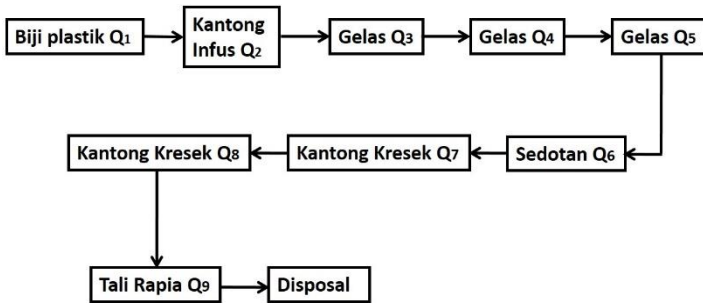 Biji plastik Q1
Kantong
Infus Q2
Gelas Q3
Gelas Q4
Gelas Q5
Sedotan Q6
Kantong Kresek Q7
Kantong Kresek Q8
Tali Rapia Q9
Disposal